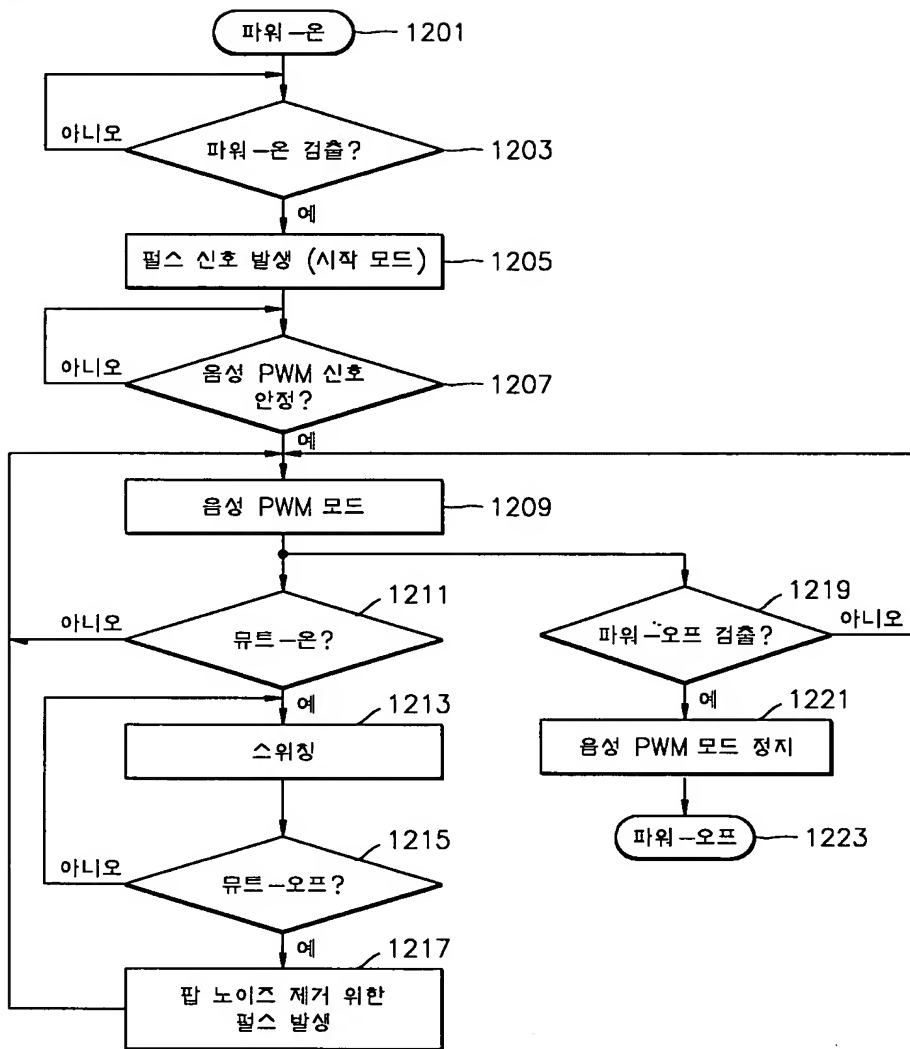 파워-온 1201
아니오
파워-온 검출? 1203
예
펄스 신호 발생 (시작 모드) 1205
아니오
음성 PWM 신호
안정? 1207
예
음성 PWM 모드 1209
아니오
뮤트-온? 1211
예
스위칭 1213
아니오
뮤트-오프? 1215
예
팝 노이즈 제거 위한
펄스 발생 1217
파워-오프 검출? 1219
아니오
예
음성 PWM 모드 정지 1221
파워-오프 1223